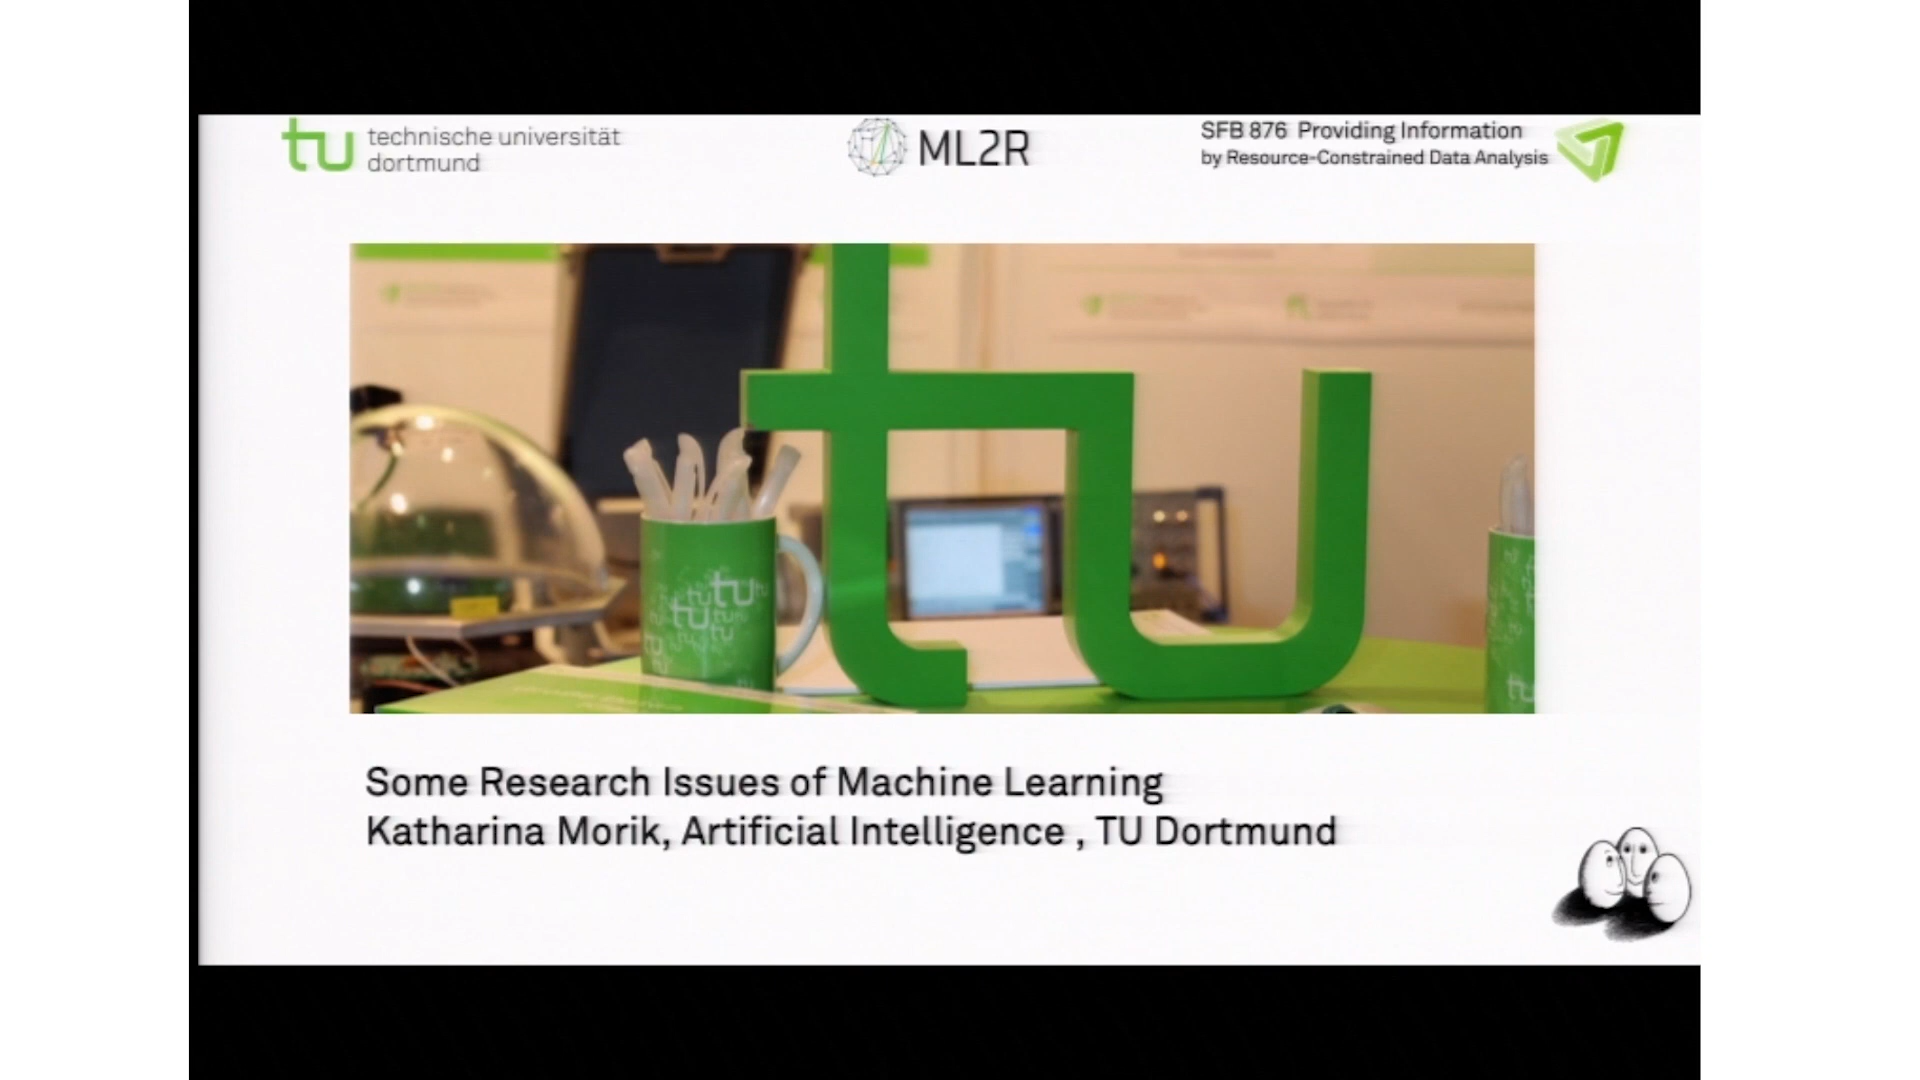 technische universität
dortmund
ML2R
SFB 876 Providing Information
by Resource-Constrained Data Analysis
tu
tu
Some Research Issues of Machine Learning
Katharina Morik, Artificial Intelligence , TU Dortmund